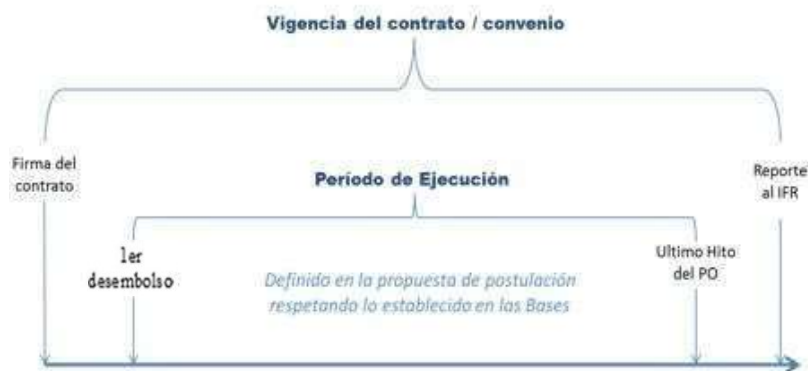 Vigencia del contrato / convenio
Firma del
contrato
Período de Ejecución
Reporte
al IFR
1er
desembolso
Ultimo Hito
del PO
Definido en la propuesta de postulación
respetando lo establecido en las Bases